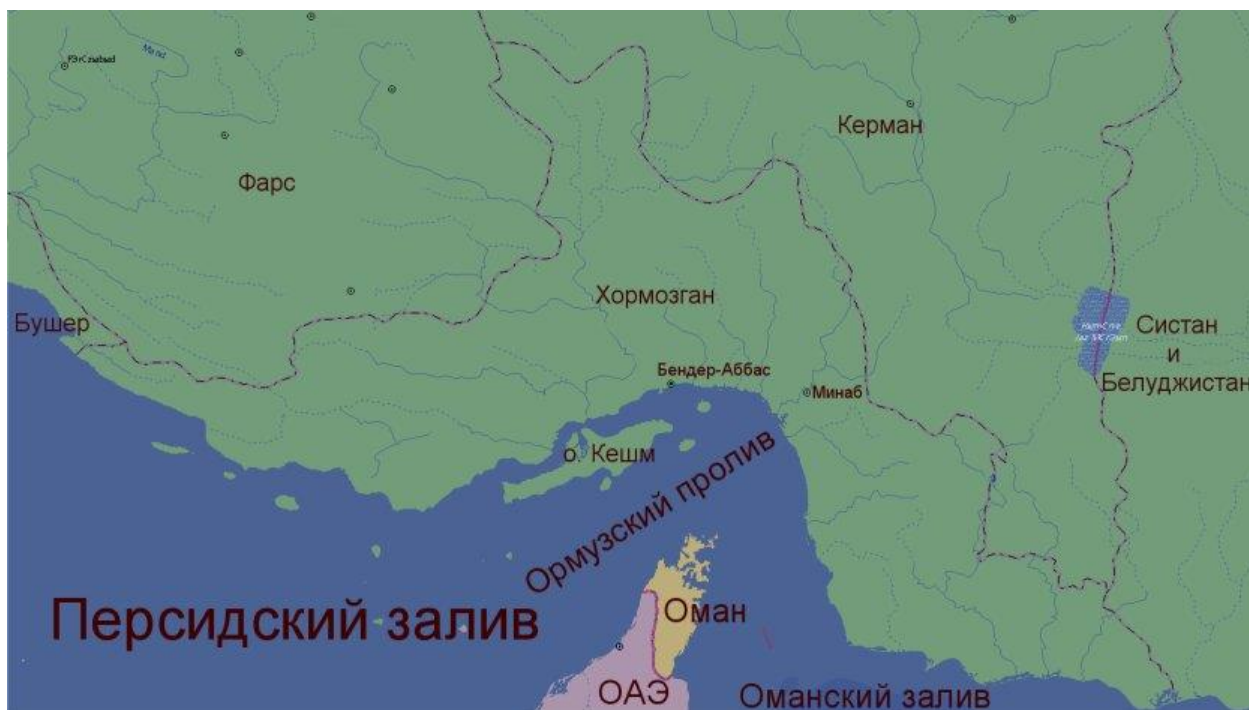 Керман
Фарс
Хормозган
Бушер
Систан
и
Белуджистан
Бендер-Аббас
Минаб
о. Кешм
Ормузский пролив
Персидский залив
Оман
ОАЭ
Оманский залив